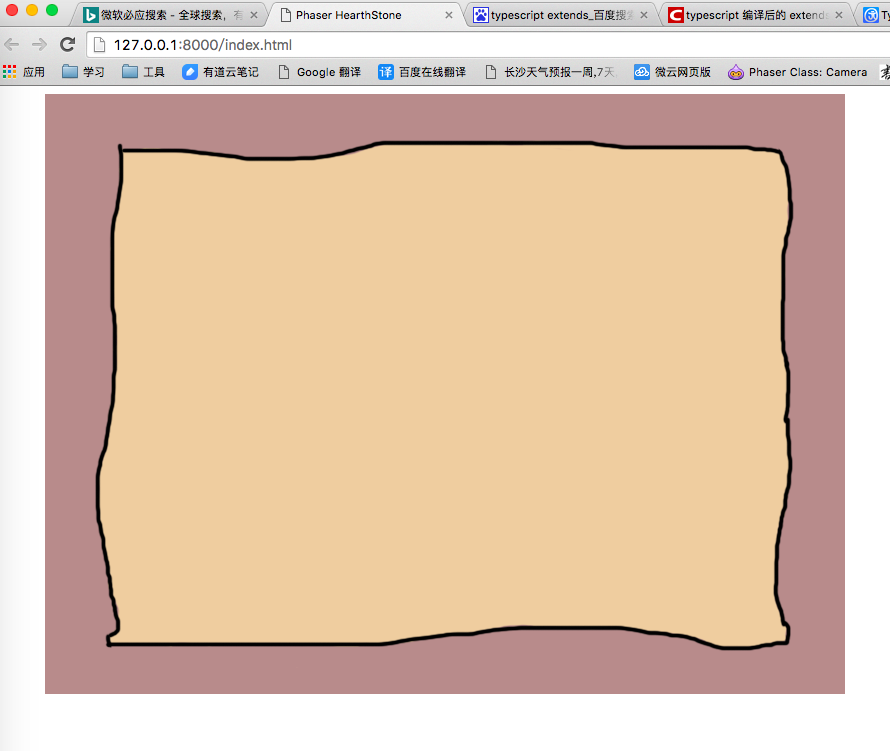 微软必应搜索 - 全球搜索，有
Phaser HearthStone
typescript extends_百度搜
typescript 编译后的 extend
127.0.0.1:8000/index.html
应用
学习
工具
有道云笔记
Google 翻译
译 百度在线翻译
长沙天气预报一周,7天
微云网页版
Phaser Class: Camera